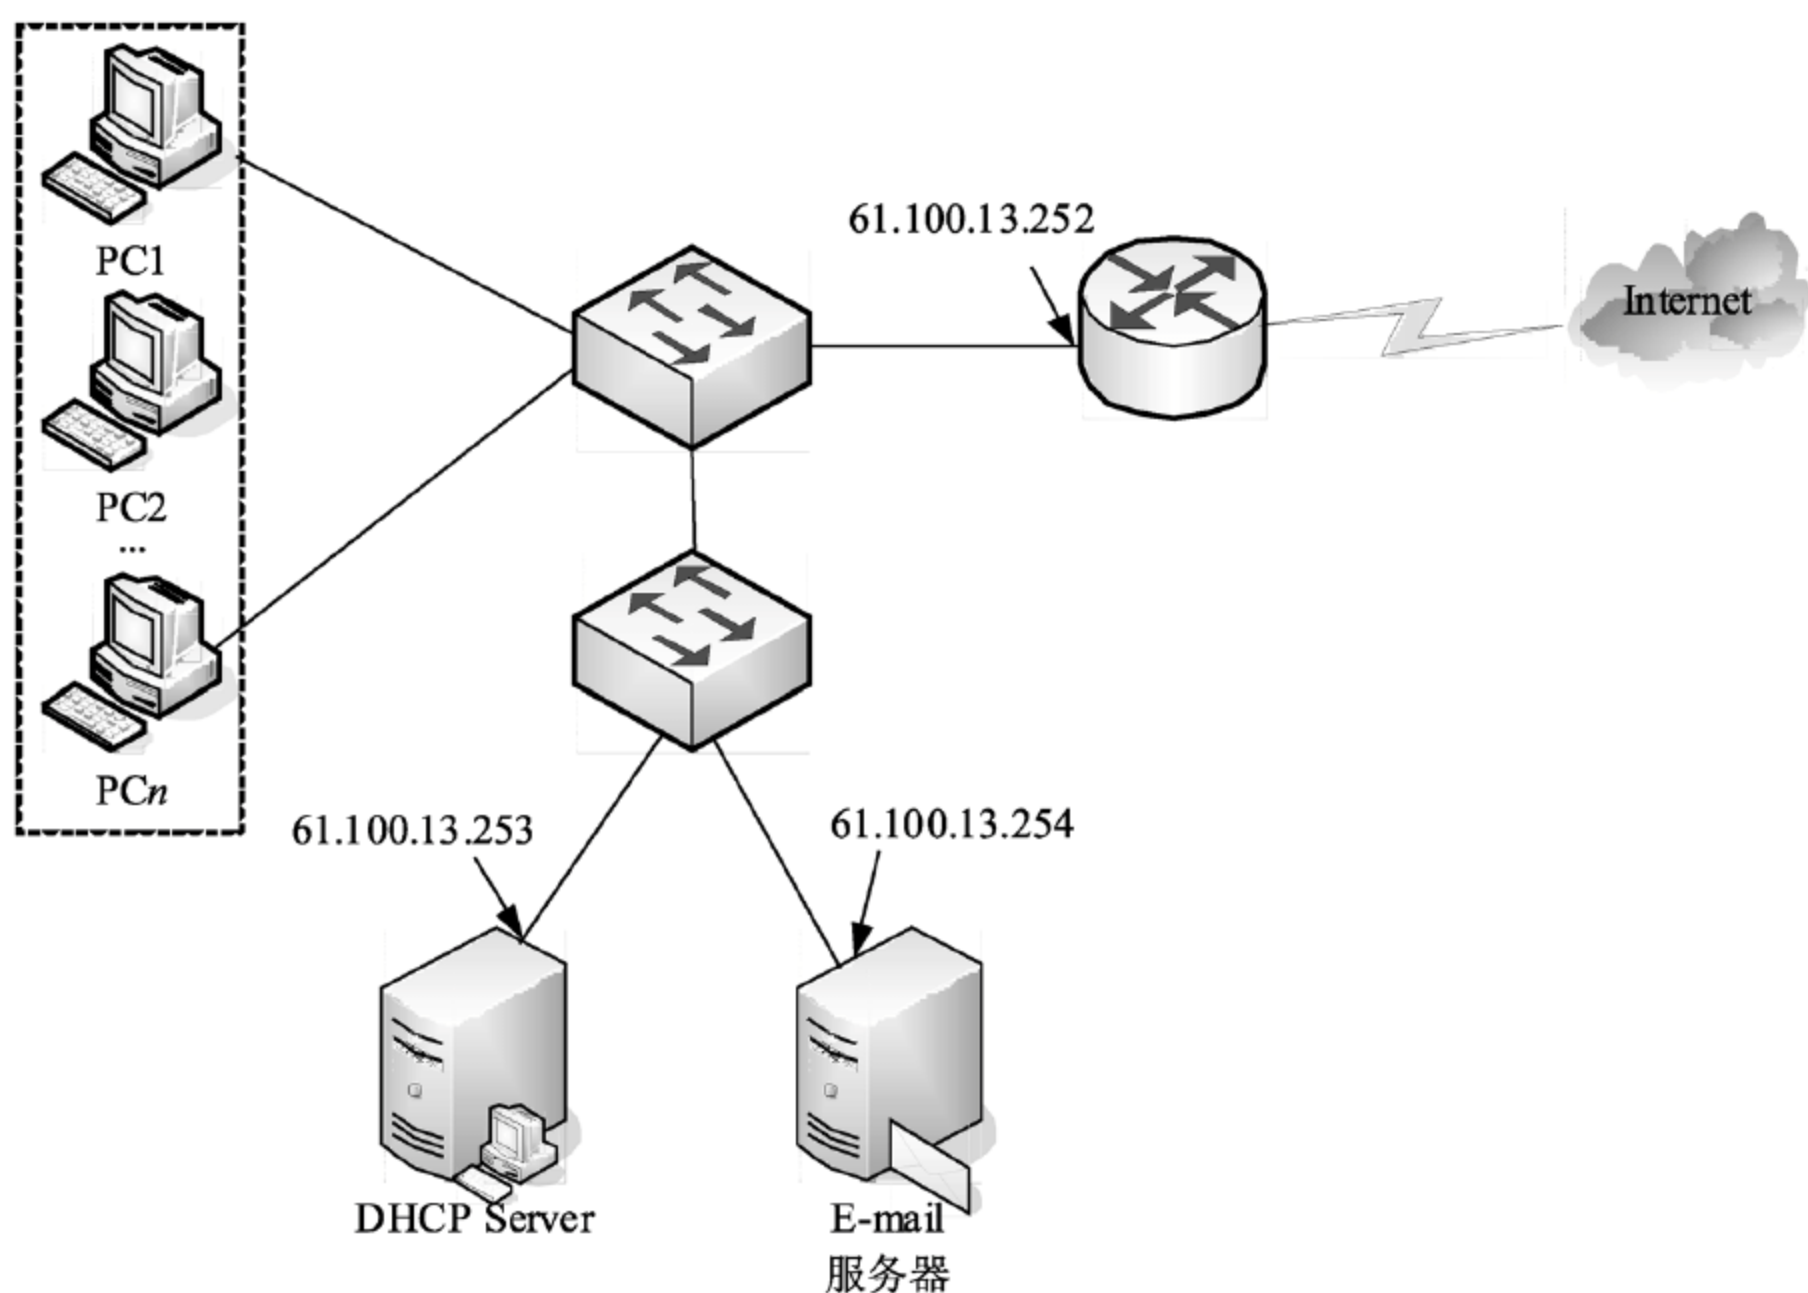 PC1
PC2
...
PCn
61.100.13.252
Internet
61.100.13.253
61.100.13.254
DHCP Server
E-mail
服务器